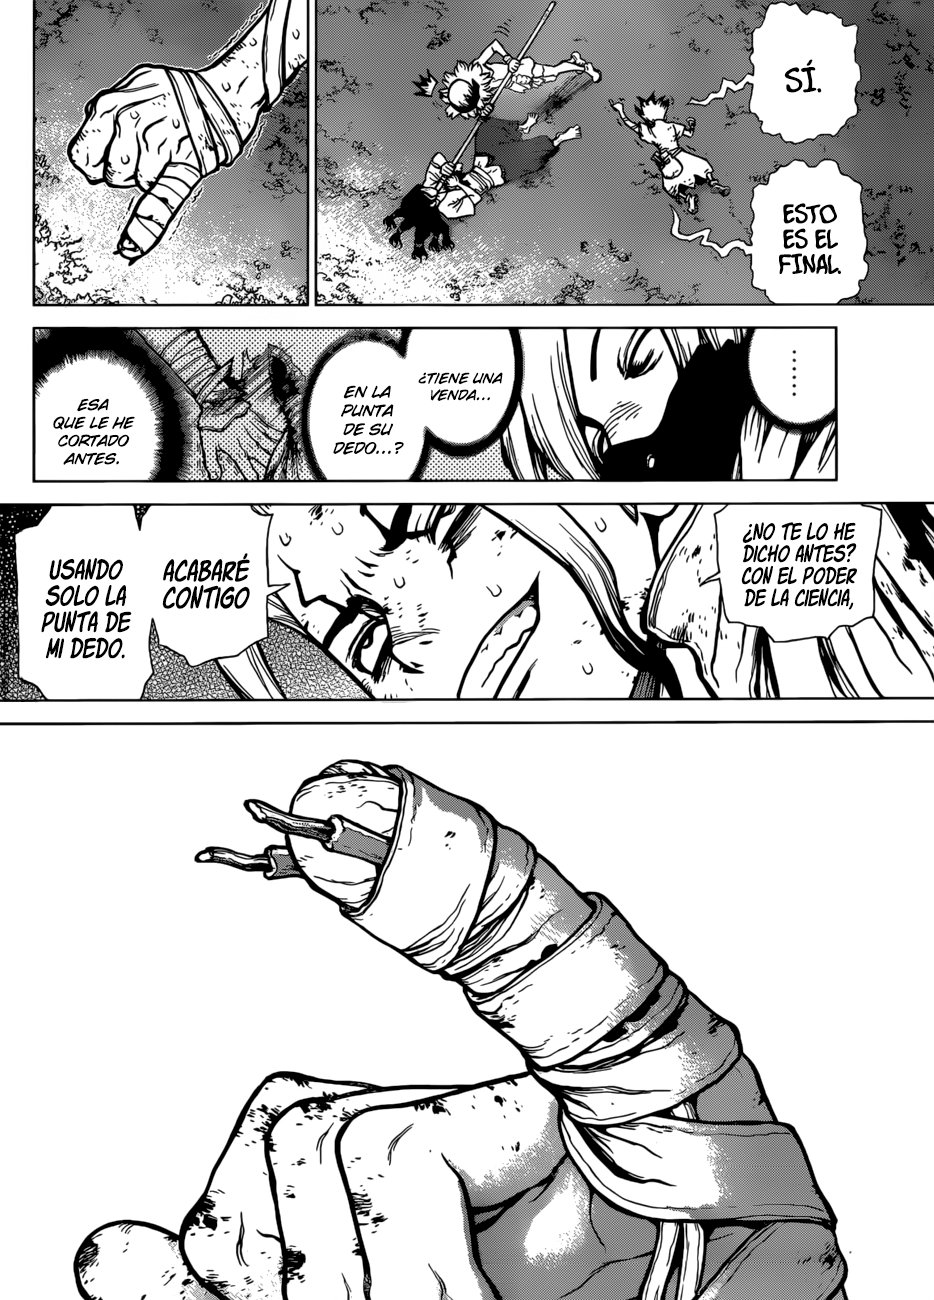 SÍ.
ESTO
ES EL
FINAL.
........
¿TIENE UNA
VENDA...
EN LA
PUNTA
DE SU
DEDO...?
ESA
QUE LE HE
CORTADO
ANTES.
¿NO TE LO HE
DICHO ANTES?
CON EL PODER
DE LA CIENCIA,
ACABARÉ
CONTIGO
USANDO
SOLO LA
PUNTA DE
MI DEDO.